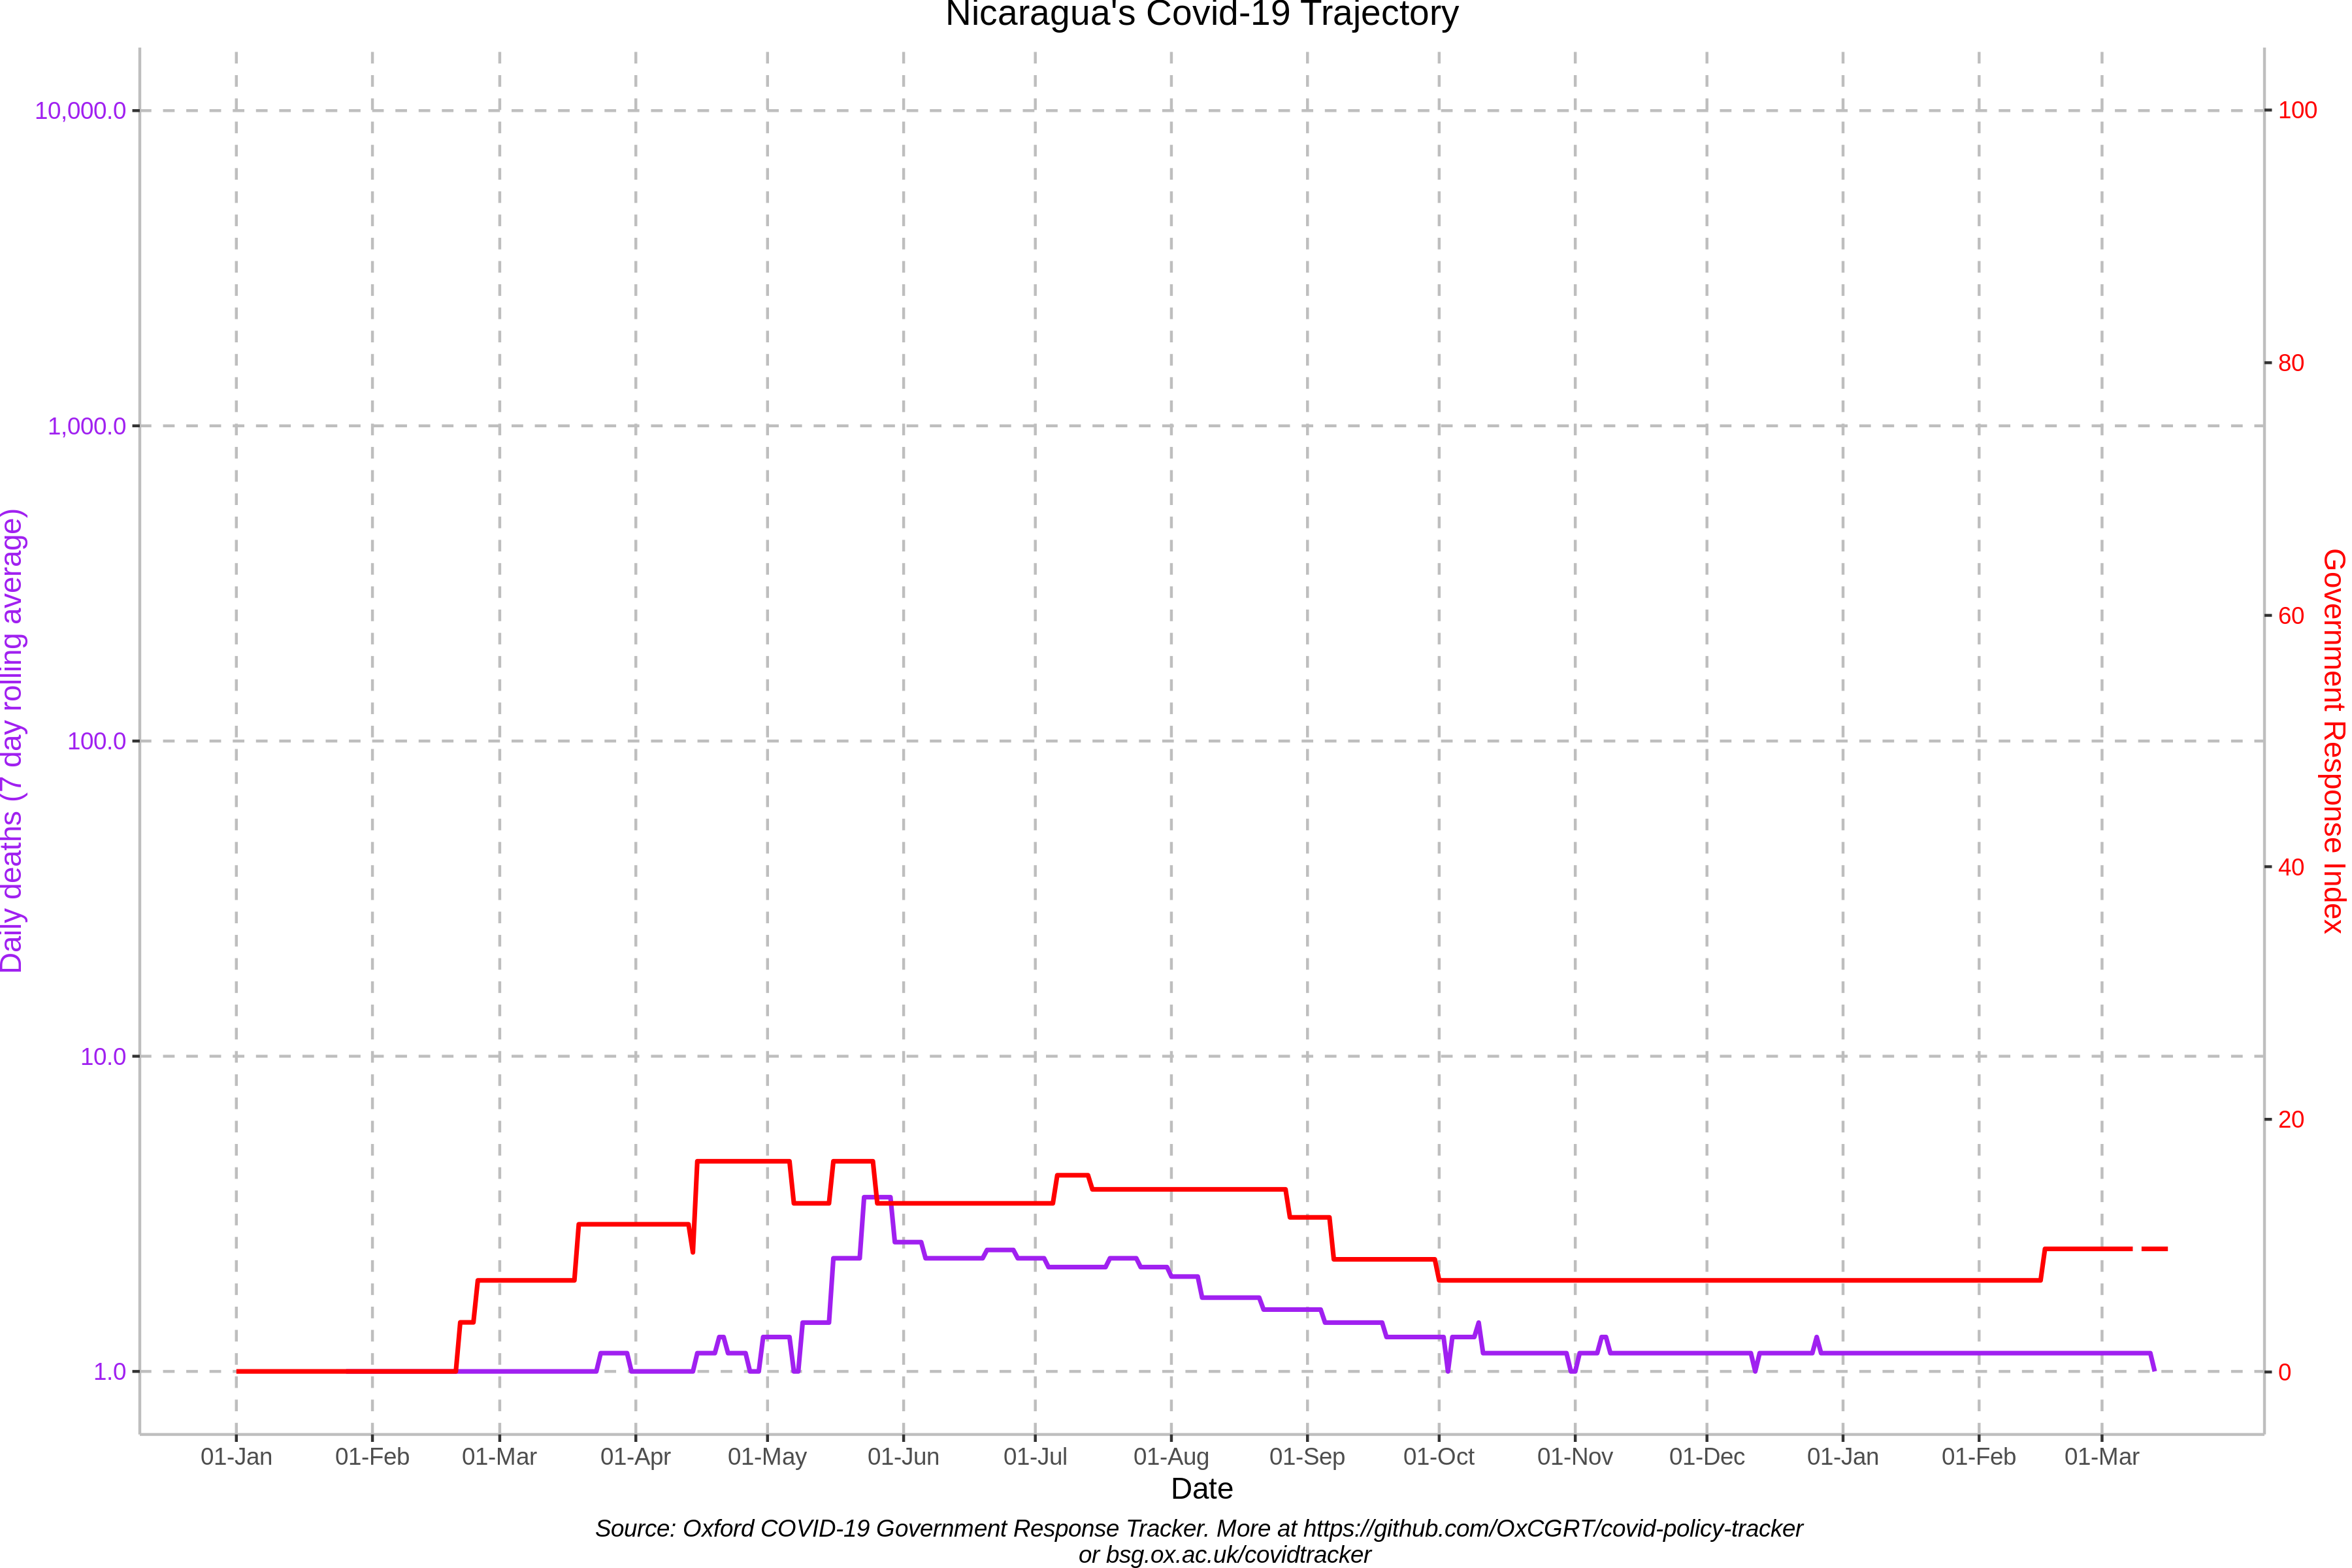 Nicaragua's Covid-19 Trajectory
10,000.0
1,000.0
100.0
10.0
1.0
Daily deaths (7 day rolling average)
100
80
60
40
20
0
Government Response Index
01-Jan 01-Feb 01-Mar 01-Apr 01-May 01-Jun 01-Jul 01-Aug 01-Sep 01-Oct 01-Nov 01-Dec 01-Jan 01-Feb 01-Mar
Date
Source: Oxford COVID-19 Government Response Tracker. More at https://github.com/OxCGRT/covid-policy-tracker
or bsg.ox.ac.uk/covidtracker